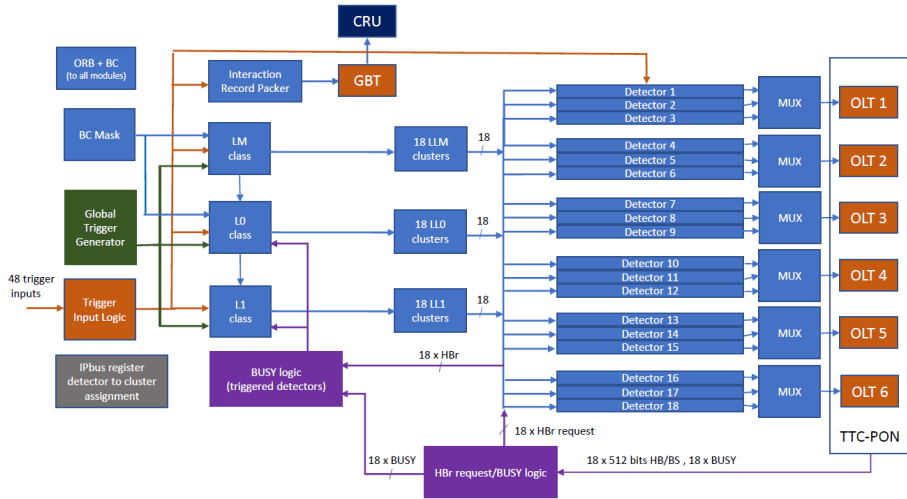 CRU
ORB + BC
(to all modules)
Interaction
Record Packer
GBT
Detector 1
Detector 2
Detector 3
MUX
OLT 1
BC Mask
LM
class
18 LLM
clusters
18
Detector 4
Detector 5
Detector 6
MUX
OLT 2
Global
Trigger
Generator
L0
class
18 LL0
clusters
18
Detector 7
Detector 8
Detector 9
MUX
OLT 3
48 trigger
inputs
Trigger
Input Logic
L1
class
18 LL1
clusters
18
Detector 10
Detector 11
Detector 12
MUX
OLT 4
Detector 13
Detector 14
Detector 15
MUX
OLT 5
IPbus register
detector to cluster
assignment
BUSY logic
(triggered detectors)
18 x HBr
Detector 16
Detector 17
Detector 18
MUX
OLT 6
18 x HBr request
TTC-PON
18 x BUSY
HBr request/BUSY logic
18 x 512 bits HB/BS , 18 x BUSY